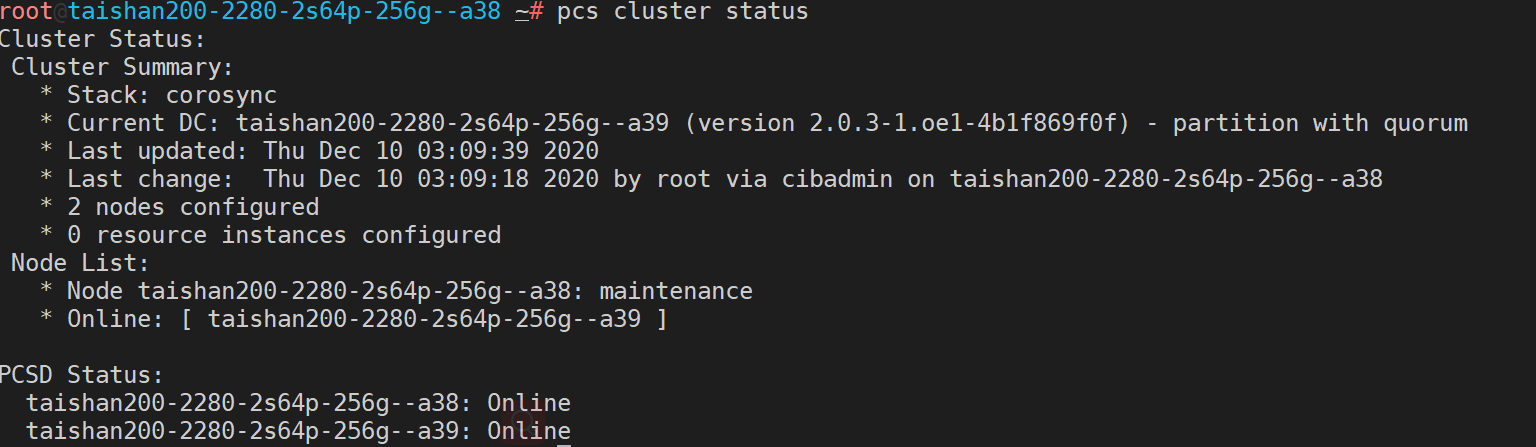 root@taishan200-2280-2s64p-256g--a38 ~# pcs cluster status
Cluster Status:
 Cluster Summary:
   * Stack: corosync
   * Current DC: taishan200-2280-2s64p-256g--a39 (version 2.0.3-1.oe1-4b1f869f0f) - partition with quorum
   * Last updated: Thu Dec 10 03:09:39 2020
   * Last change:  Thu Dec 10 03:09:18 2020 by root via cibadmin on taishan200-2280-2s64p-256g--a38
   * 2 nodes configured
   * 0 resource instances configured
 Node List:
   * Node taishan200-2280-2s64p-256g--a38: maintenance
   * Online: [ taishan200-2280-2s64p-256g--a39 ]

PCSD Status:
  taishan200-2280-2s64p-256g--a38: Online
  taishan200-2280-2s64p-256g--a39: Online